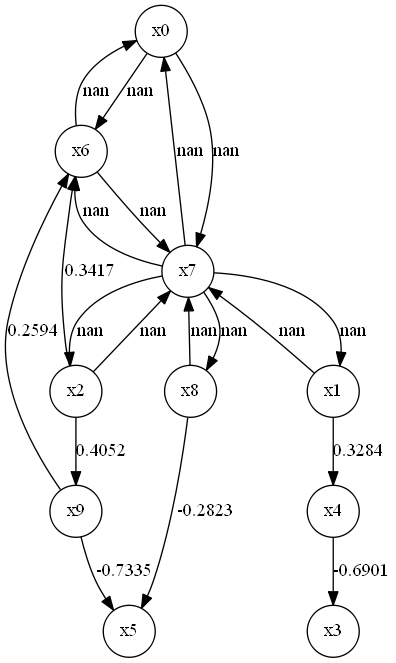 x0
nan nan
x6
nan nan
nan nan
x7
0.3417
0.2594 nan nan nan nan nan nan
x2 x8 x1
0.4052 0.3284
x9 x4
-0.2823
-0.7335 -0.6901
x5 x3